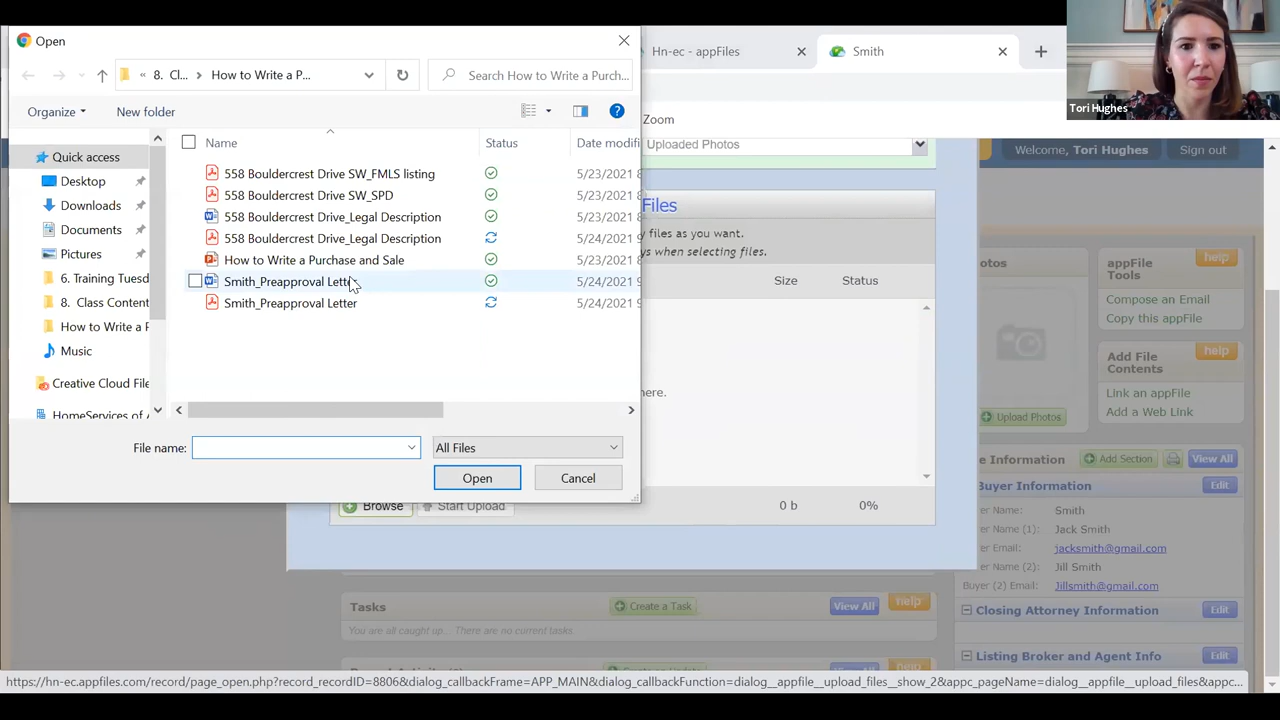 Open
Hn-ec - appFiles
Smith
Tori Hughes
« 8. Cl... > How to Write a P...
Search How to Write a Purch...
Zoom
Organize
New folder
Uploaded Photos
Welcome, Tori Hughes
Sign out
Name
Status
Date modifi
Quick access
Desktop
Downloads
Documents
Pictures
6. Training Tuesd
8. Class Content
How to Write a P
Music
Creative Cloud File
HomeServices of A
558 Bouldercrest Drive SW_FMLS listing
5/23/2021 8
558 Bouldercrest Drive SW_SPD
5/23/2021 8
558 Bouldercrest Drive_Legal Description
5/23/2021 8
558 Bouldercrest Drive_Legal Description
5/24/2021 9
How to Write a Purchase and Sale
5/23/2021 8
Smith_Preapproval Lette
5/24/2021 9
Smith_Preapproval Letter
5/24/2021 9
File name:
All Files
Open
Cancel
Files
files as you want.
ys when selecting files.
Size
Status
here.
Browse
Start Upload
0 b
0%
otos
Upload Photos
appFile
Tools
help
Compose an Email
Copy this appFile
Add File
Contents
help
Link an appFile
Add a Web Link
e Information
Add Section
View All
Buyer Information
Edit
er Name:
Smith
er Name (1):
Jack Smith
er Email:
jacksmith@gmail.com
er Name (2):
Jill Smith
Buyer (2) Email:
Jillsmith@gmail.com
Closing Attorney Information
Edit
Listing Broker and Agent Info
Edit
Tasks
Create a Task
View All
help
You are all caught up... There are no current tasks.
https://hn-ec.appfiles.com/record/page_open.php?record_recordID=8806&dialog_callbackFrame=APP_MAIN&dialog_callbackFunction=dialog__appfile__upload_files__show_2&appc_pageName=dialog__appfile__upload_files&appc...